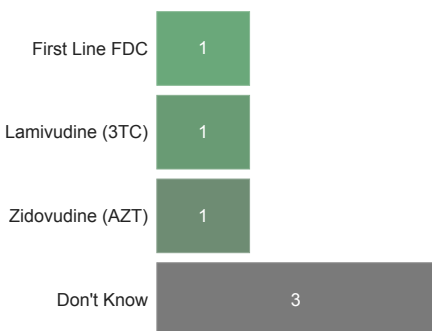 First Line FDC 1
Lamivudine (3TC) 1
Zidovudine (AZT) 1
Don't Know 3